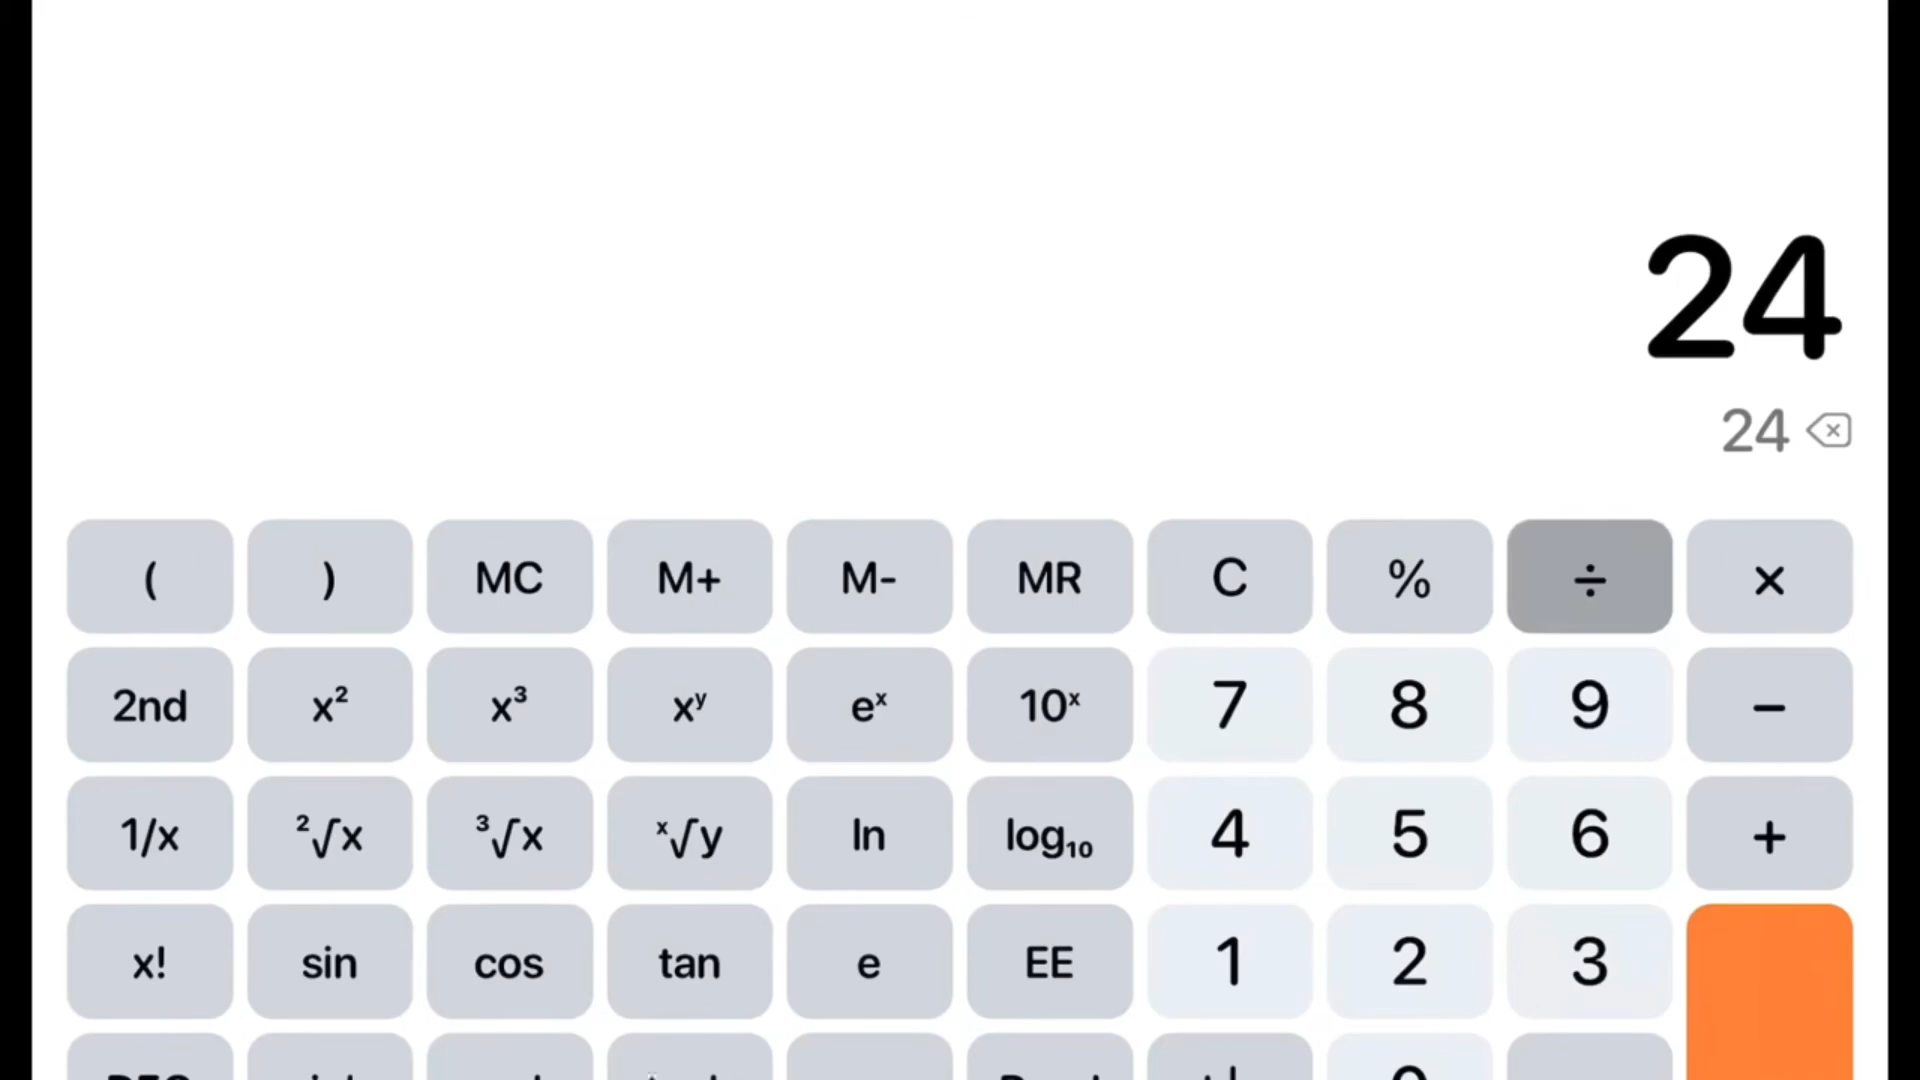 24
24
( ) MC M+ M- MR C % ÷ ×
2nd x² x³ xʸ eˣ 10ˣ 7 8 9 −
1/x ²√x ³√x ˣ√y ln log₁₀ 4 5 6 +
x! sin cos tan e EE 1 2 3